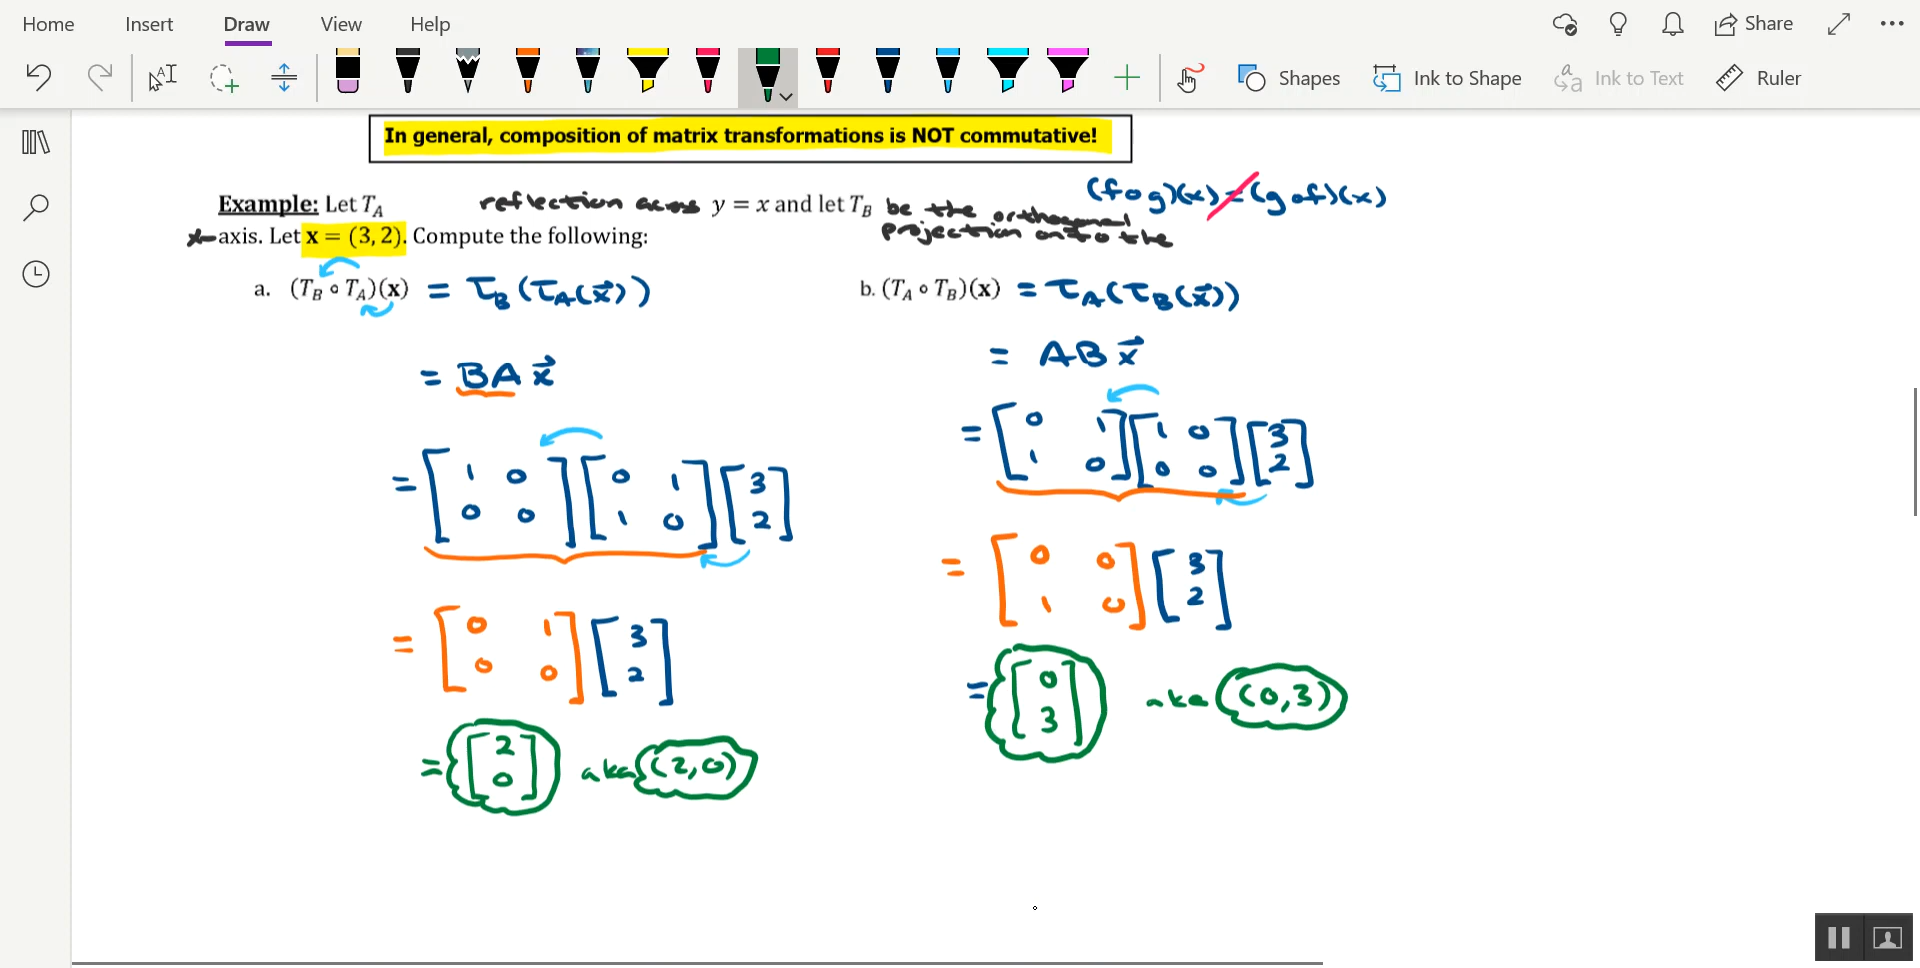 Home Insert Draw View Help Share
Shapes Ink to Shape Ink to Text Ruler
In general, composition of matrix transformations is NOT commutative!
(f∘g)(x) = (g∘f)(x)
Example: Let T_A reflection across y = x and let T_B be the orthogonal projection onto the
x-axis. Let x = (3, 2). Compute the following:
a. (T_B ∘ T_A)(x) = T_B(T_A(x⃗))
= BAx⃗
= [1 0; 0 0][0 1; 1 0][3; 2]
= [0 1; 0 0][3; 2]
= [2; 0] aka (2,0)
b. (T_A ∘ T_B)(x) = T_A(T_B(x⃗))
= ABx⃗
= [0 1; 1 0][1 0; 0 0][3; 2]
= [0 0; 1 0][3; 2]
= [0; 3] aka (0,3)